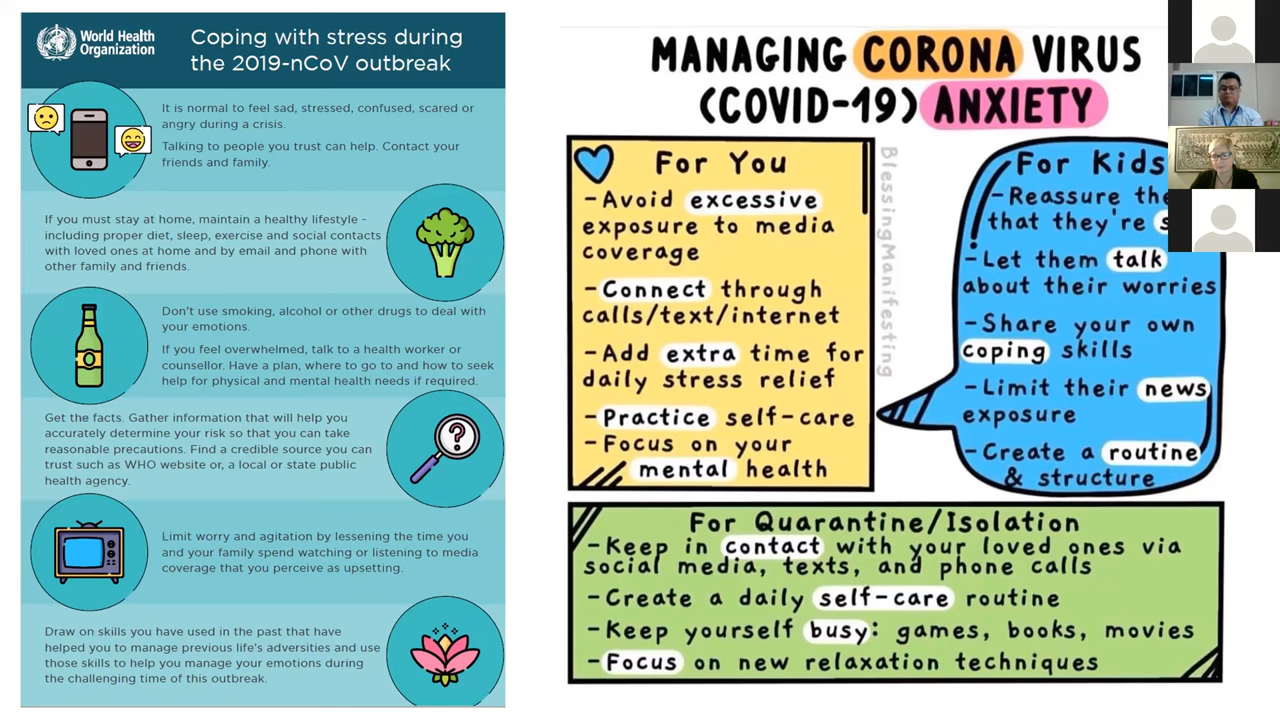 World Health
Organization
Coping with stress during
the 2019-nCoV outbreak
It is normal to feel sad, stressed, confused, scared or
angry during a crisis.
Talking to people you trust can help. Contact your
friends and family.
If you must stay at home, maintain a healthy lifestyle -
including proper diet, sleep, exercise and social contacts
with loved ones at home and by email and phone with
other family and friends.
Don't use smoking, alcohol or other drugs to deal with
your emotions.
If you feel overwhelmed, talk to a health worker or
counsellor. Have a plan, where to go to and how to seek
help for physical and mental health needs if required.
Get the facts. Gather information that will help you
accurately determine your risk so that you can take
reasonable precautions. Find a credible source you can
trust such as WHO website or, a local or state public
health agency.
Limit worry and agitation by lessening the time you
and your family spend watching or listening to media
coverage that you perceive as upsetting.
Draw on skills you have used in the past that have
helped you to manage previous life's adversities and use
those skills to help you manage your emotions during
the challenging time of this outbreak.
MANAGING CORONA VIRUS
(COVID-19) ANXIETY
For You
-Avoid excessive
exposure to media
coverage
-Connect through
calls/text/internet
-Add extra time for
daily stress relief
-Practice self-care
-Focus on your
mental health
BlessingManifesting
For Kids
-Reassure
that they're
-Let them talk
about their worries
-Share your own
coping skills
-Limit their news
exposure
-Create a routine
& structure
For Quarantine/Isolation
-Keep in contact with your loved ones via
social media, texts, and phone calls
-Create a daily self-care routine
-Keep yourself busy: games, books, movies
-Focus on new relaxation techniques